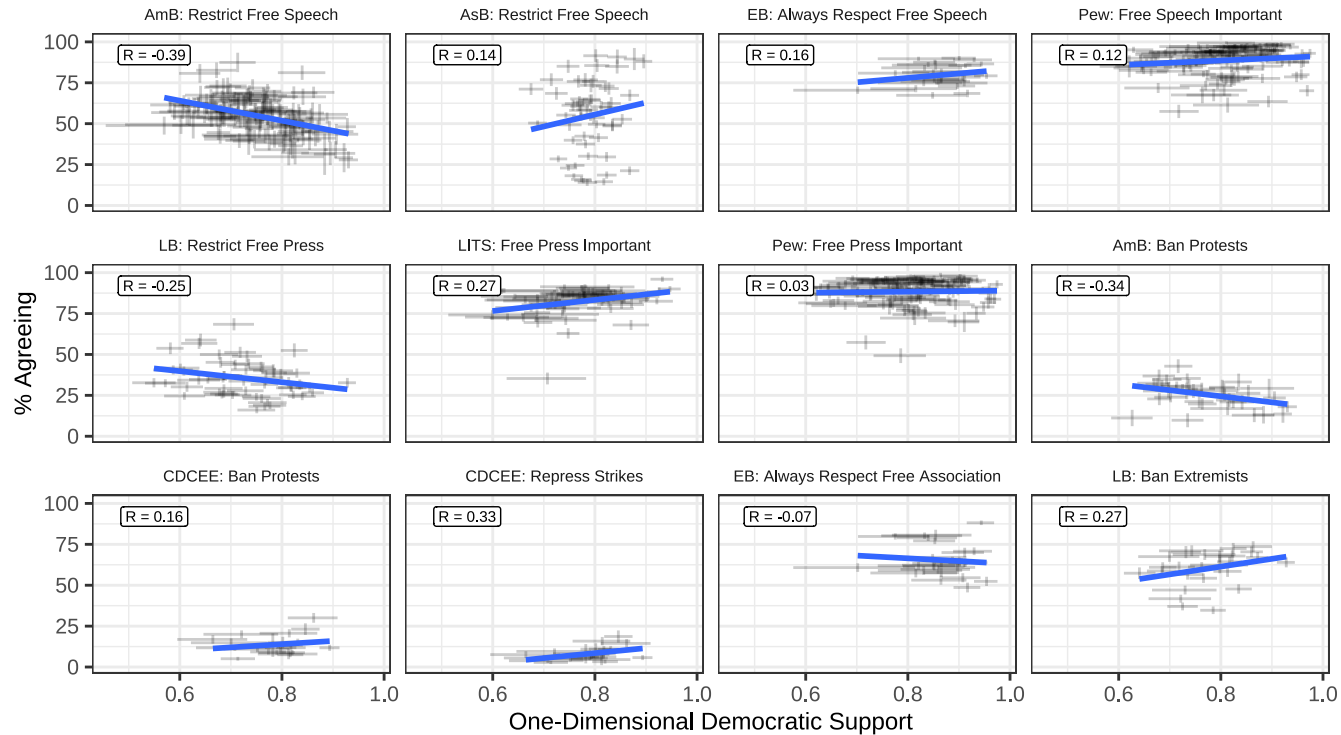 AmB: Restrict Free Speech
AsB: Restrict Free Speech
EB: Always Respect Free Speech
Pew: Free Speech Important
100
75
50
25
0
R = -0.39
R = 0.14
R = 0.16
R = 0.12
LB: Restrict Free Press
LITS: Free Press Important
Pew: Free Press Important
AmB: Ban Protests
100
75
50
25
0
R = -0.25
R = 0.27
R = 0.03
R = -0.34
% Agreeing
CDCEE: Ban Protests
CDCEE: Repress Strikes
EB: Always Respect Free Association
LB: Ban Extremists
100
75
50
25
0
R = 0.16
R = 0.33
R = -0.07
R = 0.27
0.6 0.8 1.0
0.6 0.8 1.0
0.6 0.8 1.0
0.6 0.8 1.0
One-Dimensional Democratic Support